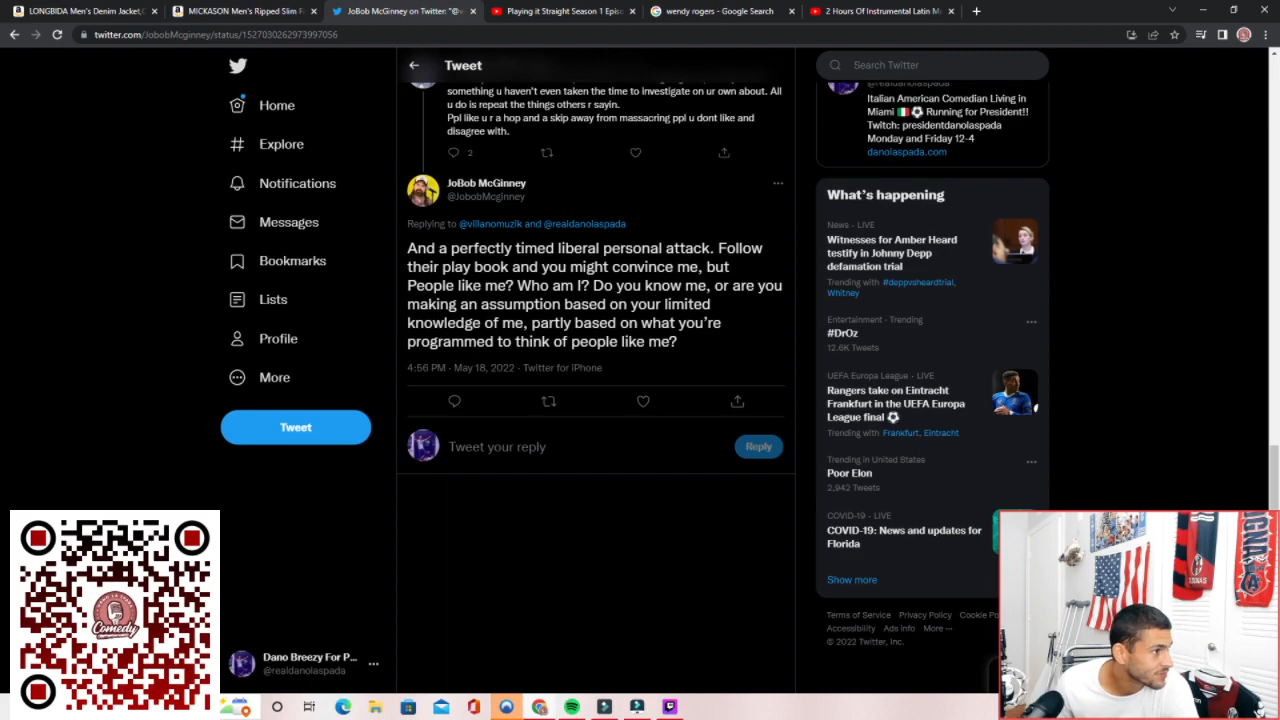 LONGBIDA Men's Denim Jacket,C
MICKASON Men's Ripped Slim F
JoBob McGinney on Twitter: "@w
Playing it Straight Season 1 Epis
wendy rogers - Google Search
2 Hours Of Instrumental Latin M
twitter.com/JobobMcginney/status/1527030262973997056
Home
Explore
Notifications
Messages
Bookmarks
Lists
Profile
More
Tweet
Dano Breezy For P...
@realdanolaspada
Tweet
something u haven't even taken the time to investigate on ur own about. All
u do is repeat the things others r sayin.
Ppl like u r a hop and a skip away from massacring ppl u dont like and
disagree with.
2
JoBob McGinney
@JobobMcginney
Replying to @villanomuzik and @realdanolaspada
And a perfectly timed liberal personal attack. Follow
their play book and you might convince me, but
People like me? Who am I? Do you know me, or are you
making an assumption based on your limited
knowledge of me, partly based on what you're
programmed to think of people like me?
4:56 PM · May 18, 2022 · Twitter for iPhone
Tweet your reply
Reply
Search Twitter
@realdanolaspada
Italian American Comedian Living in
Miami 🇮🇹⚽ Running for President!!
Twitch: presidentdanolaspada
Monday and Friday 12-4
danolaspada.com
What's happening
News · LIVE
Witnesses for Amber Heard
testify in Johnny Depp
defamation trial
Trending with #deppvsheardtrial,
Whitney
Entertainment · Trending
#DrOz
12.6K Tweets
UEFA Europa League · LIVE
Rangers take on Eintracht
Frankfurt in the UEFA Europa
League final ⚽
Trending with Frankfurt, Eintracht
Trending in United States
Poor Elon
2,942 Tweets
COVID-19 · LIVE
COVID-19: News and updates for
Florida
Show more
Terms of Service Privacy Policy Cookie Po
Accessibility Ads info More ···
© 2022 Twitter, Inc.
Comedy